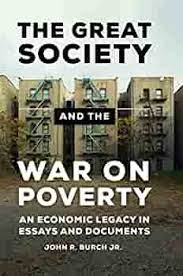 THE GREAT
SOCIETY
AND THE
WAR ON
POVERTY
AN ECONOMIC LEGACY IN
ESSAYS AND DOCUMENTS
JOHN R. BURCH JR.